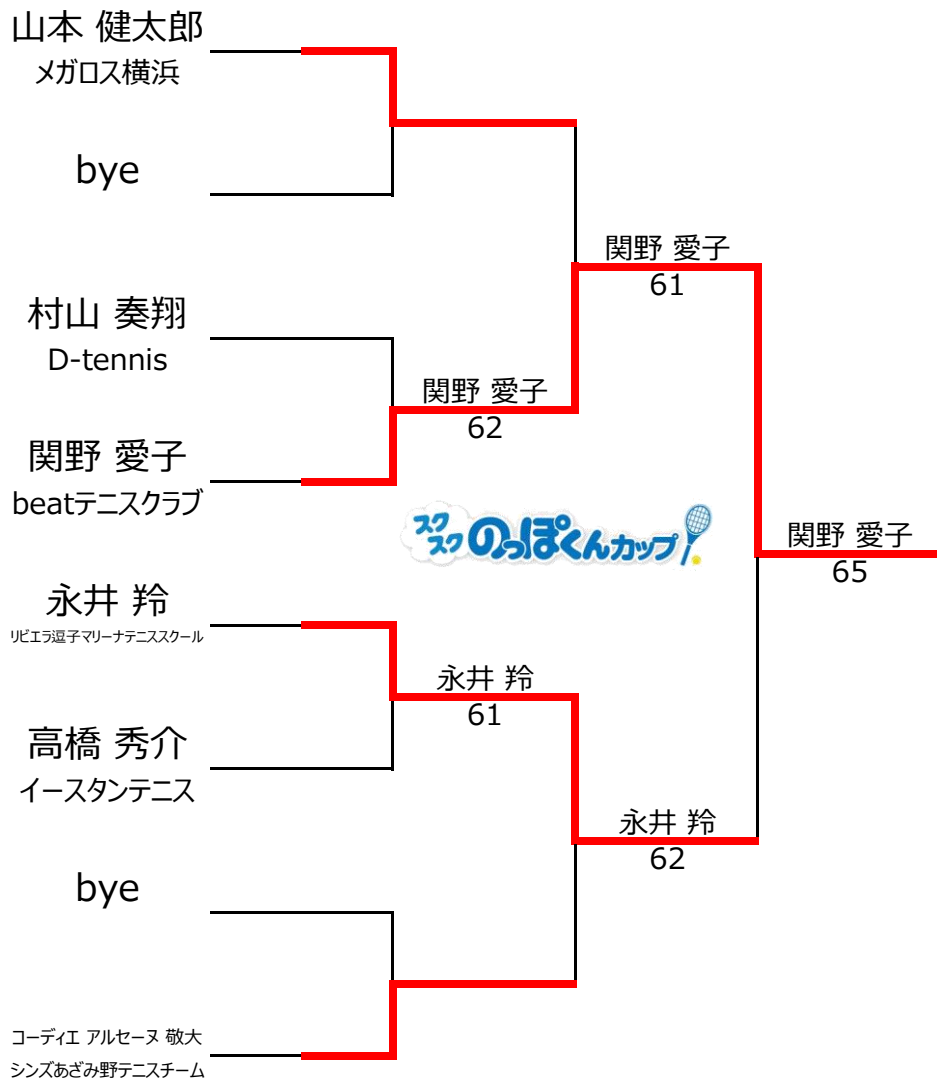 山本 健太郎
メガロス横浜
bye
関野 愛子
61
村山 奏翔
D-tennis
関野 愛子
62
関野 愛子
beatテニスクラブ
スク
スク のっぽくんカップ
関野 愛子
65
永井 羚
リビエラ逗子マリーナテニススクール
永井 羚
61
高橋 秀介
イースタンテニス
永井 羚
62
bye
コーディエ アルセーヌ 敬大
シンズあざみ野テニスチーム